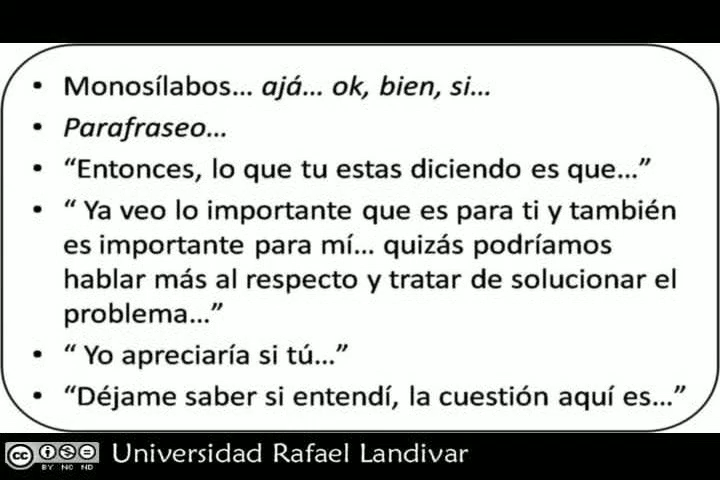 • Monosílabos... ajá... ok, bien, si...
• Parafraseo...
• “Entonces, lo que tu estas diciendo es que...”
• “ Ya veo lo importante que es para ti y también
es importante para mí... quizás podríamos
hablar más al respecto y tratar de solucionar el
problema...”
• “ Yo apreciaría si tú...”
• “Déjame saber si entendí, la cuestión aquí es...”
cc BY NC ND Universidad Rafael Landivar